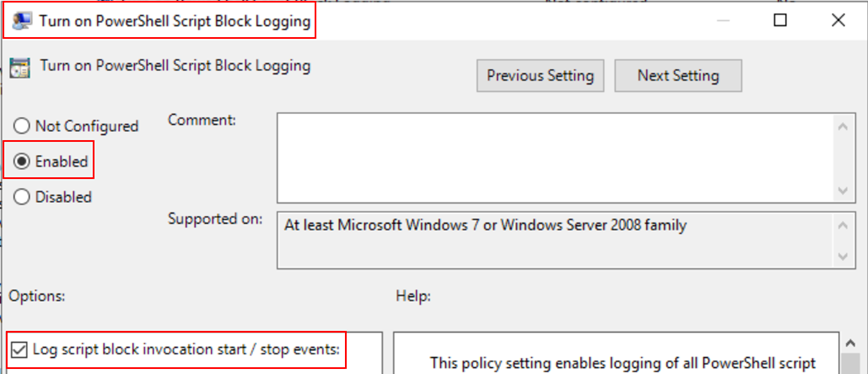 Turn on PowerShell Script Block Logging
Turn on PowerShell Script Block Logging
Previous Setting
Next Setting
Not Configured
Comment:
Enabled
Disabled
Supported on:
At least Microsoft Windows 7 or Windows Server 2008 family
Options:
Help:
Log script block invocation start / stop events:
This policy setting enables logging of all PowerShell script